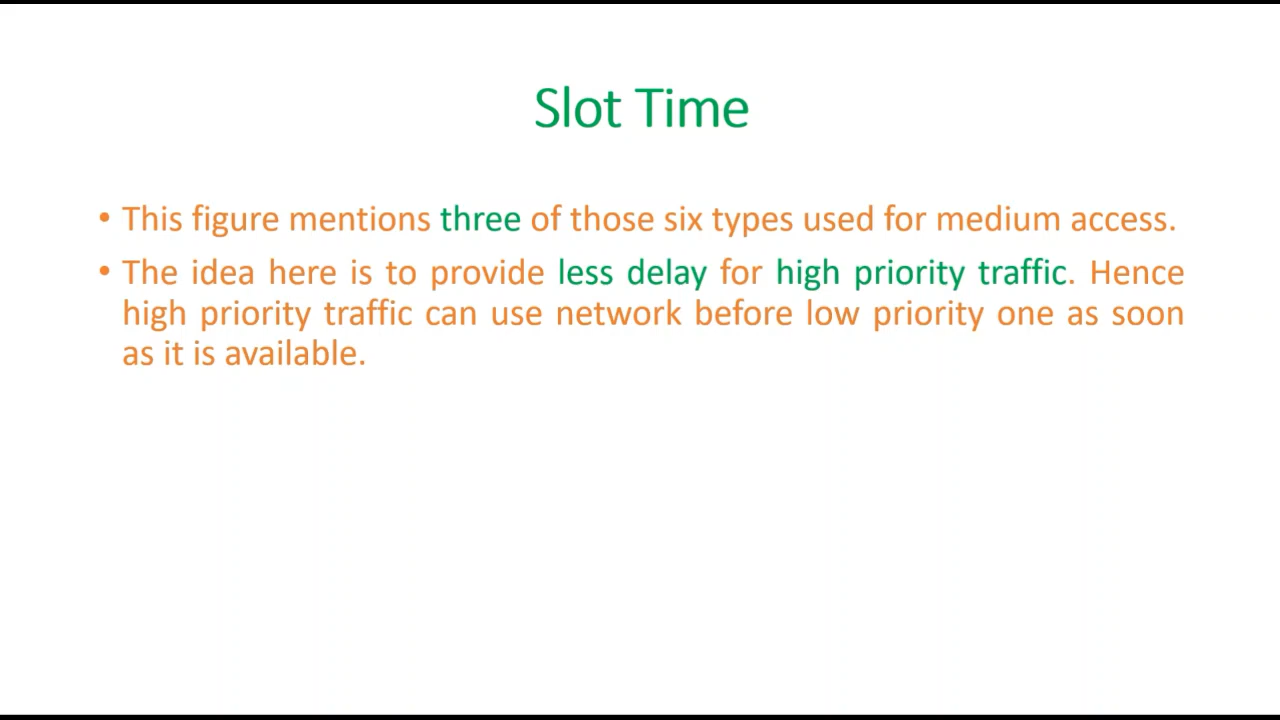 Slot Time
• This figure mentions three of those six types used for medium access.
• The idea here is to provide less delay for high priority traffic. Hence
high priority traffic can use network before low priority one as soon
as it is available.